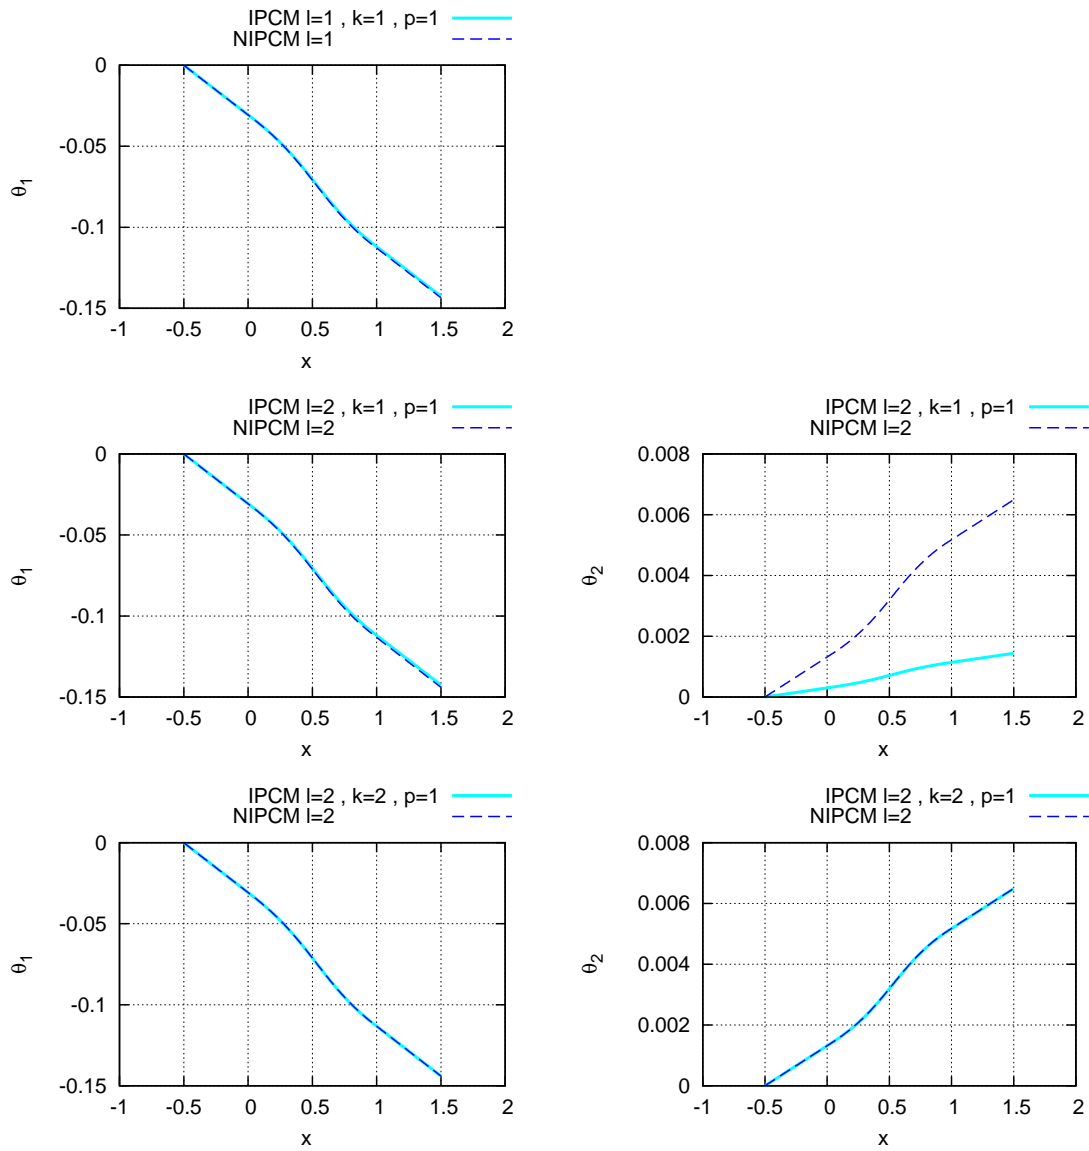 IPCM l=1 , k=1 , p=1
NIPCM l=1
0
-0.05
-0.1
-0.15
θ1
-1 -0.5 0 0.5 1 1.5 2
x
IPCM l=2 , k=1 , p=1
NIPCM l=2
0
-0.05
-0.1
-0.15
θ1
-1 -0.5 0 0.5 1 1.5 2
x
IPCM l=2 , k=1 , p=1
NIPCM l=2
0.008
0.006
0.004
0.002
0
θ2
-1 -0.5 0 0.5 1 1.5 2
x
IPCM l=2 , k=2 , p=1
NIPCM l=2
0
-0.05
-0.1
-0.15
θ1
-1 -0.5 0 0.5 1 1.5 2
x
IPCM l=2 , k=2 , p=1
NIPCM l=2
0.008
0.006
0.004
0.002
0
θ2
-1 -0.5 0 0.5 1 1.5 2
x